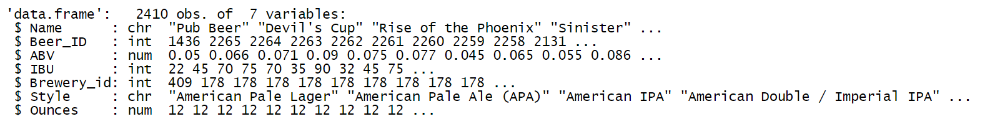 'data.frame':   2410 obs. of  7 variables:
 $ Name      : chr  "Pub Beer" "Devil's Cup" "Rise of the Phoenix" "Sinister" ...
 $ Beer_ID   : int  1436 2265 2264 2263 2262 2261 2260 2259 2258 2131 ...
 $ ABV       : num  0.05 0.066 0.071 0.09 0.075 0.077 0.045 0.065 0.055 0.086 ...
 $ IBU       : int  22 45 70 75 70 35 90 32 45 75 ...
 $ Brewery_id: int  409 178 178 178 178 178 178 178 178 178 ...
 $ Style     : chr  "American Pale Lager" "American Pale Ale (APA)" "American IPA" "American Double / Imperial IPA" ...
 $ Ounces    : num  12 12 12 12 12 12 12 12 12 12 ...